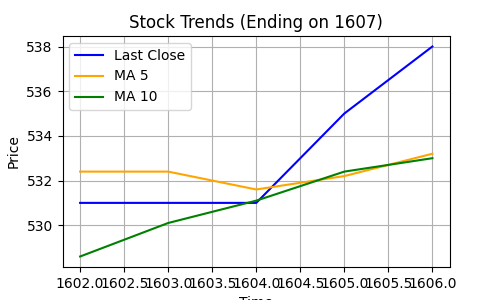 Stock Trends (Ending on 1607)
Last Close
MA 5
MA 10
Price
538
536
534
532
530
1602.0 1602.5 1603.0 1603.5 1604.0 1604.5 1605.0 1605.5 1606.0
Time